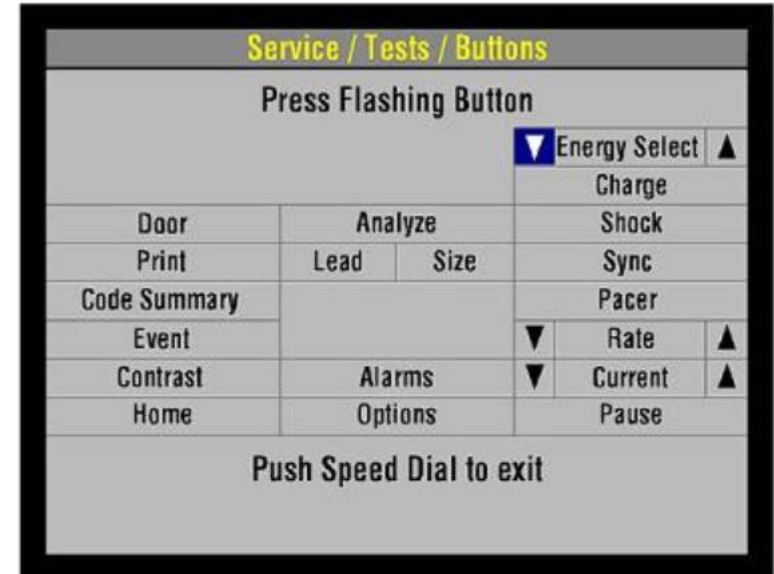 Service / Tests / Buttons
Press Flashing Button
▼ Energy Select ▲
Charge
Door Analyze Shock
Print Lead Size Sync
Code Summary Pacer
Event ▼ Rate ▲
Contrast Alarms ▼ Current ▲
Home Options Pause
Push Speed Dial to exit